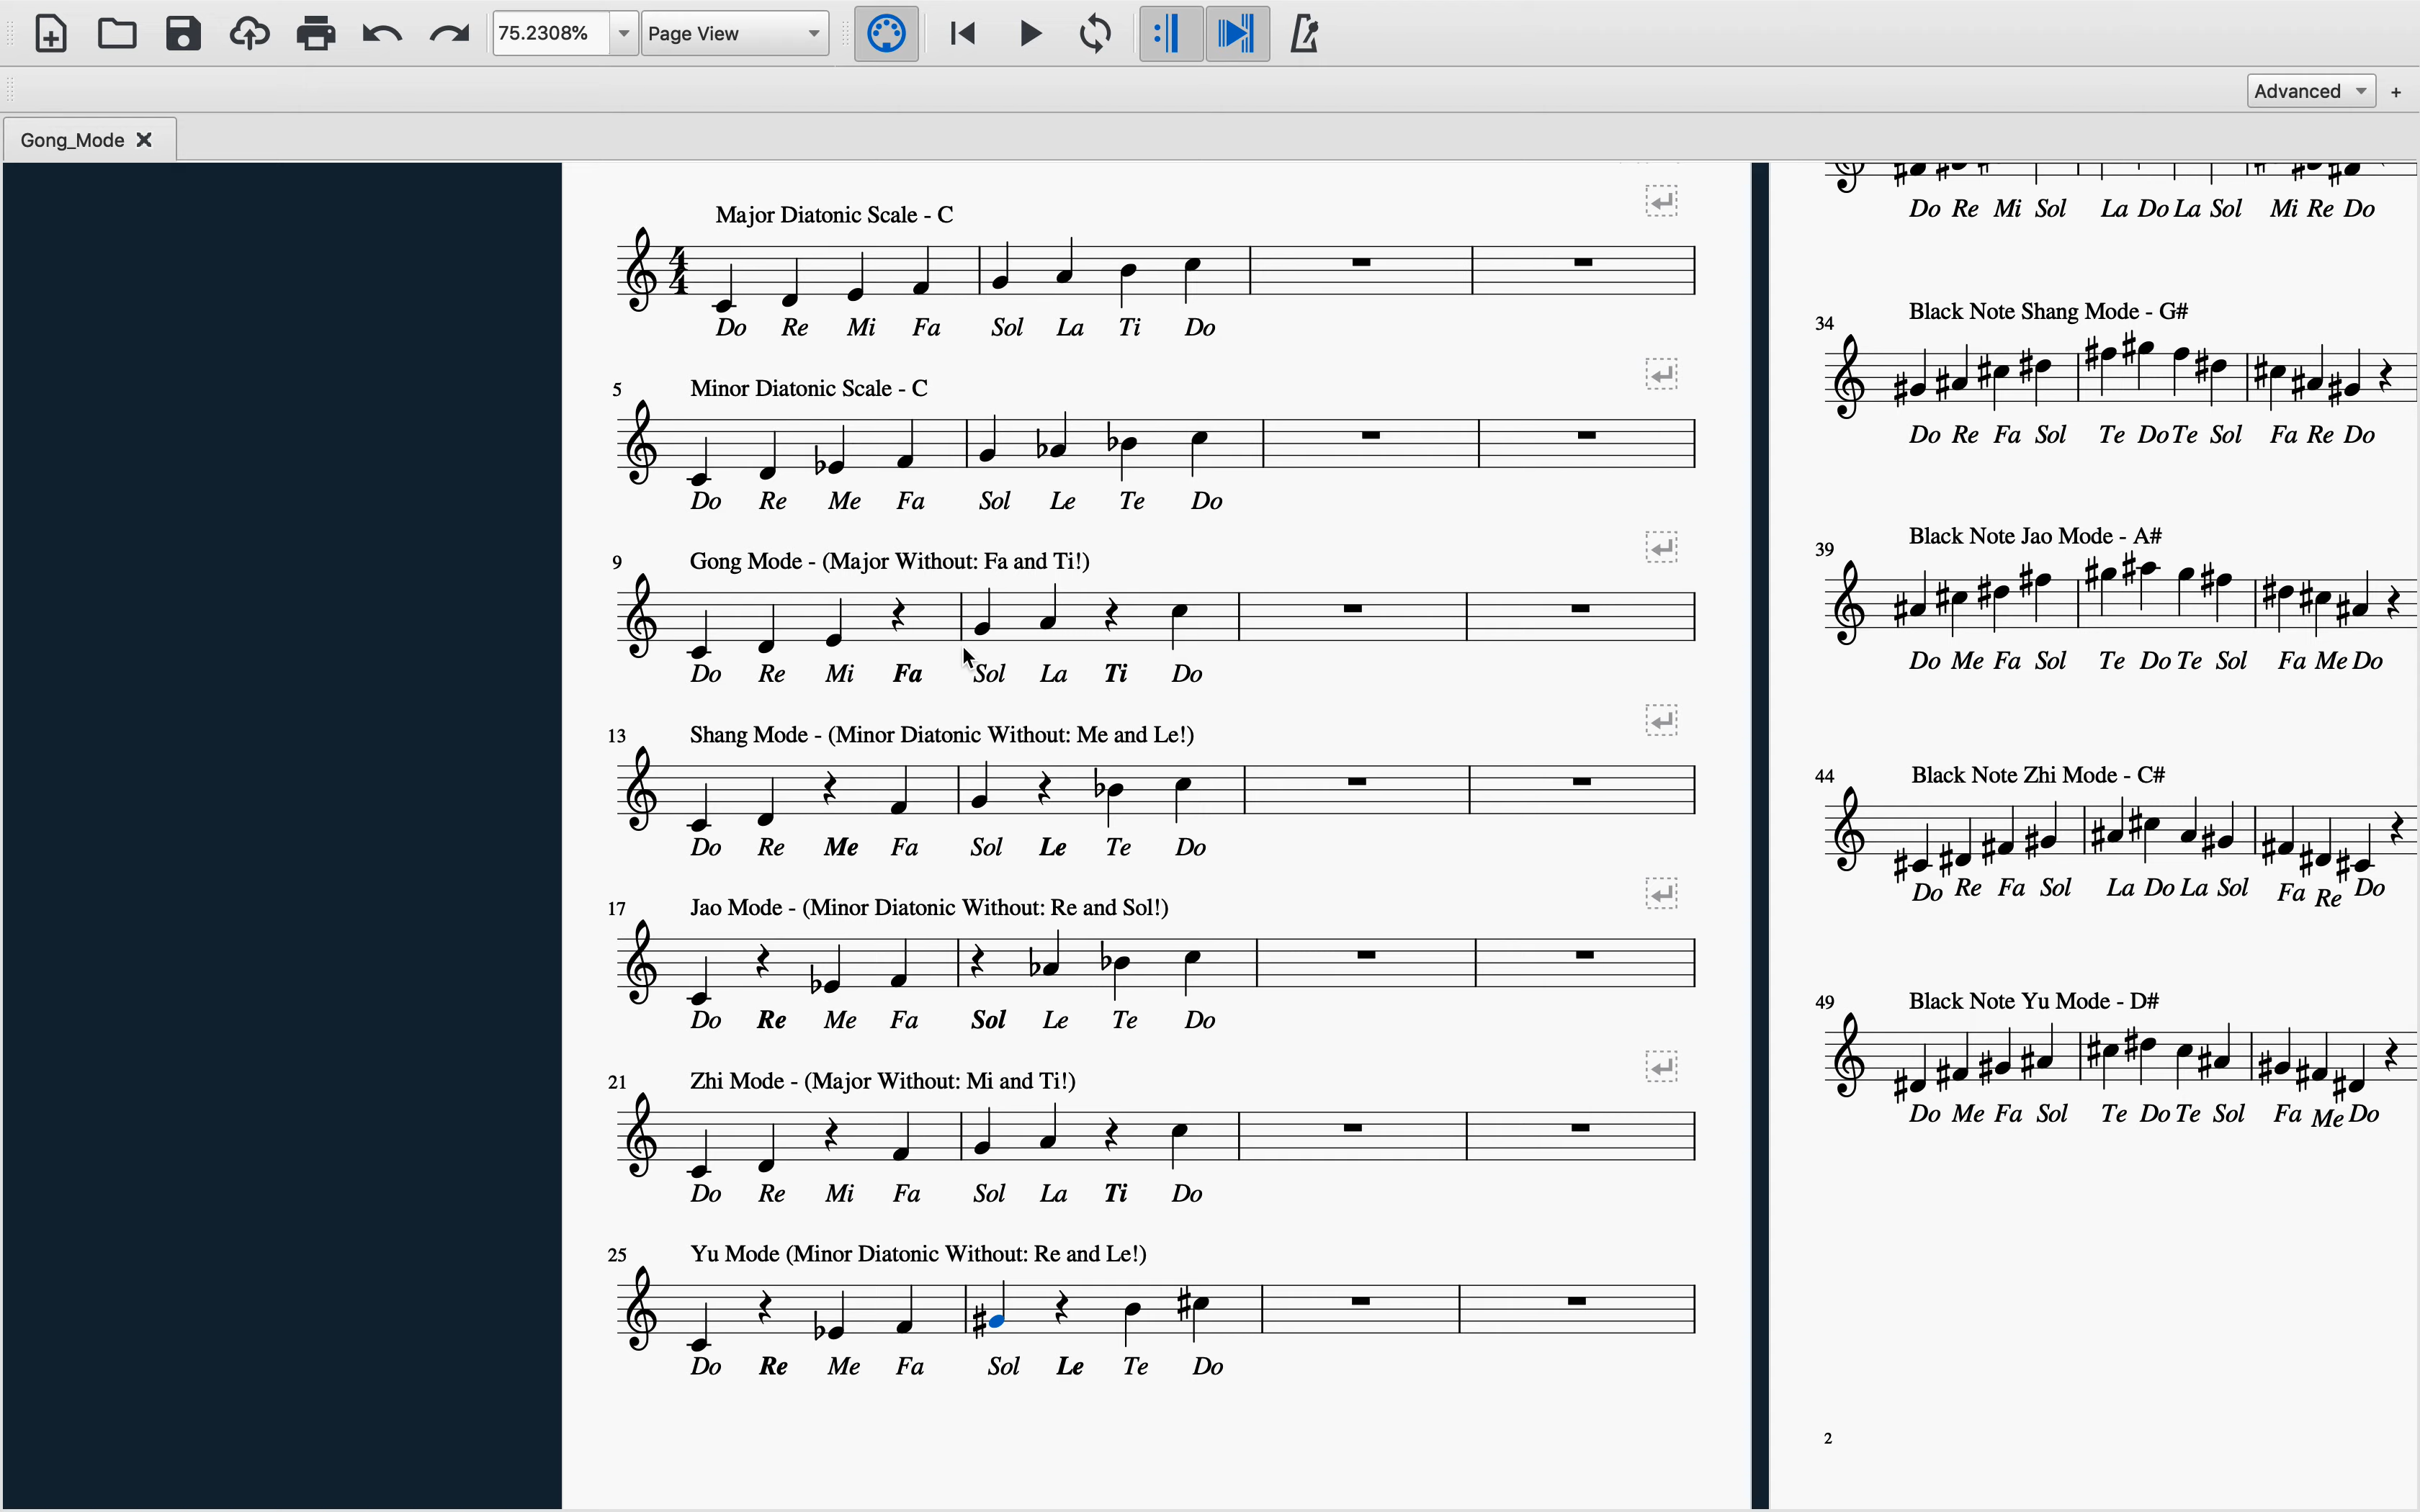 75.2308%
Page View
Advanced
+
Gong_Mode
Major Diatonic Scale - C
4
4
Do Re Mi Fa Sol La Ti Do
5
Minor Diatonic Scale - C
Do Re Me Fa Sol Le Te Do
9
Gong Mode - (Major Without: Fa and Ti!)
Do Re Mi Fa Sol La Ti Do
13
Shang Mode - (Minor Diatonic Without: Me and Le!)
Do Re Me Fa Sol Le Te Do
17
Jao Mode - (Minor Diatonic Without: Re and Sol!)
Do Re Me Fa Sol Le Te Do
21
Zhi Mode - (Major Without: Mi and Ti!)
Do Re Mi Fa Sol La Ti Do
25
Yu Mode (Minor Diatonic Without: Re and Le!)
Do Re Me Fa Sol Le Te Do
Do Re Mi Sol La Do La Sol Mi Re Do
34
Black Note Shang Mode - G#
Do Re Fa Sol Te Do Te Sol Fa Re Do
39
Black Note Jao Mode - A#
Do Me Fa Sol Te Do Te Sol Fa Me Do
44
Black Note Zhi Mode - C#
Do Re Fa Sol La Do La Sol Fa Re Do
49
Black Note Yu Mode - D#
Do Me Fa Sol Te Do Te Sol Fa Me Do
2